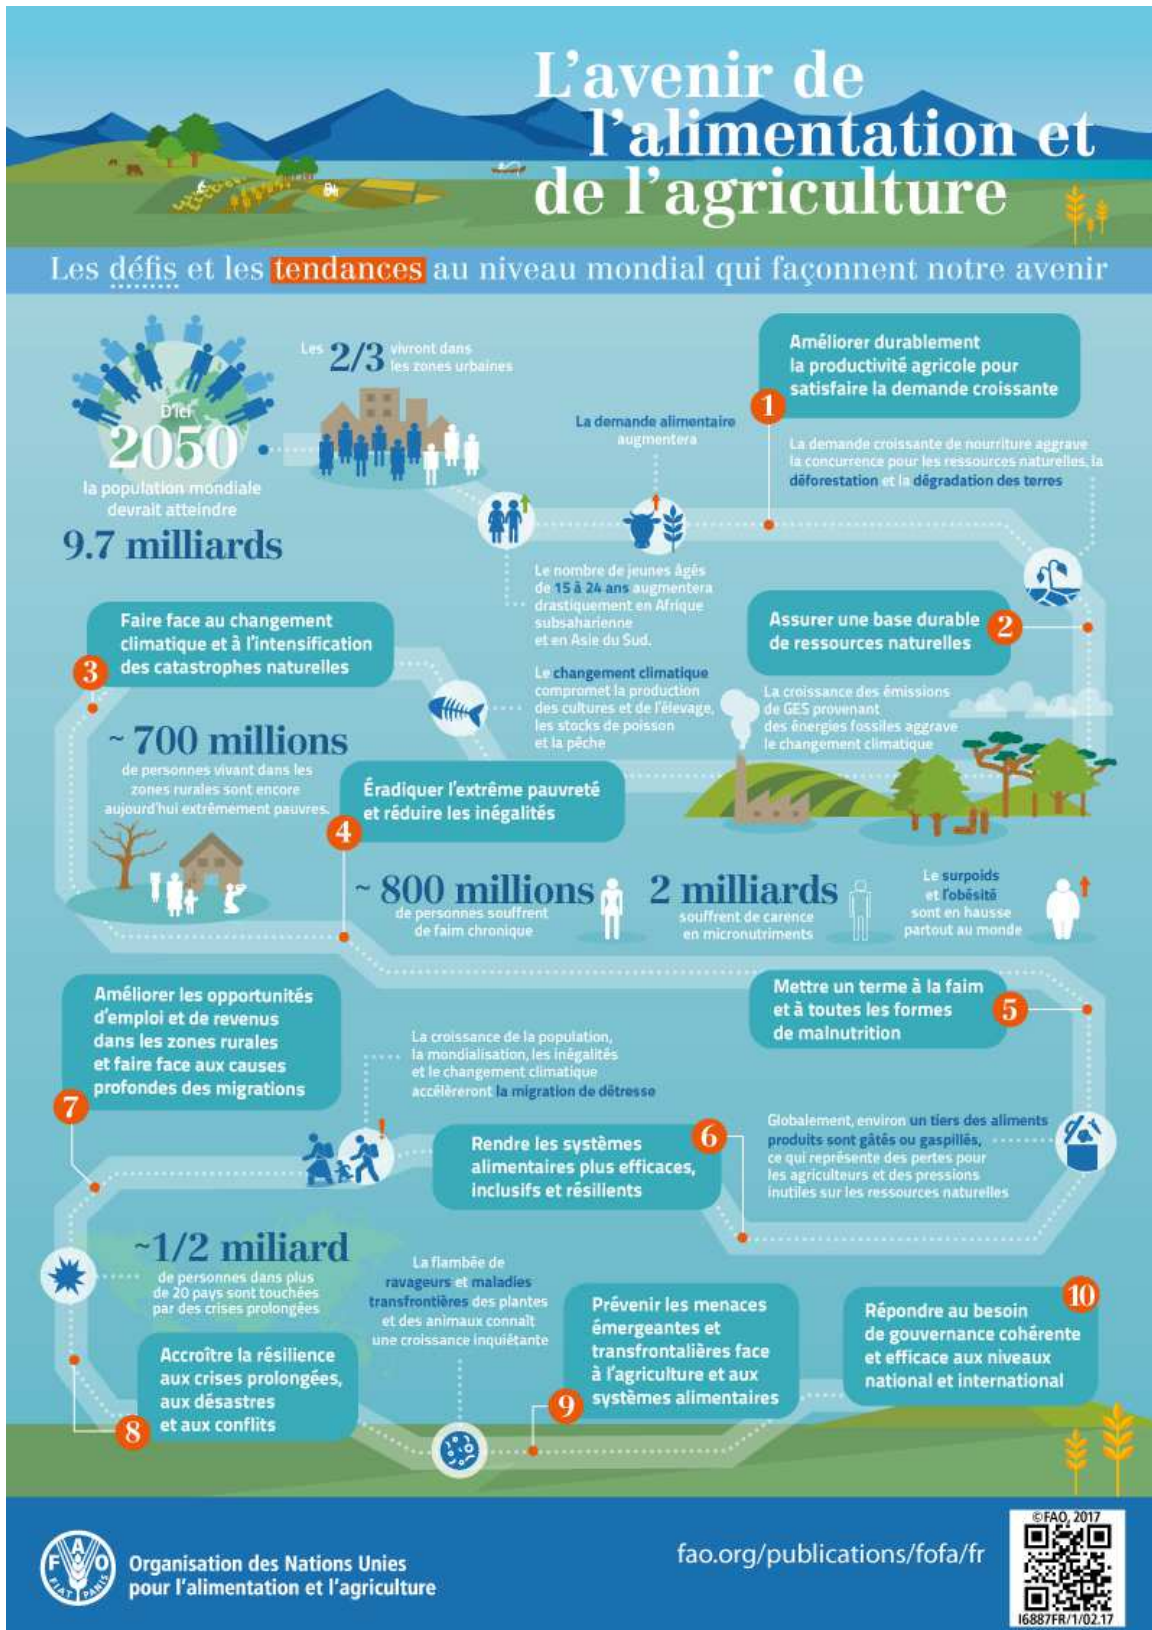 L'avenir de
l'alimentation et
de l'agriculture
Les défis et les tendances au niveau mondial qui façonnent notre avenir
D'ici
2050
la population mondiale
devrait atteindre
9.7 milliards
Les 2/3 vivront dans
les zones urbaines
La demande alimentaire
augmentera
Améliorer durablement
la productivité agricole pour
satisfaire la demande croissante
1
La demande croissante de nourriture aggrave
la concurrence pour les ressources naturelles, la
déforestation et la dégradation des terres
Le nombre de jeunes âgés
de 15 à 24 ans augmentera
drastiquement en Afrique
subsaharienne
et en Asie du Sud.
Assurer une base durable
de ressources naturelles
2
Faire face au changement
climatique et à l'intensification
des catastrophes naturelles
3
Le changement climatique
compromet la production
des cultures et de l'élevage,
les stocks de poisson
et la pêche
La croissance des émissions
de GES provenant
des énergies fossiles aggrave
le changement climatique
~ 700 millions
de personnes vivant dans les
zones rurales sont encore
aujourd'hui extrêmement pauvres.
Éradiquer l'extrême pauvreté
et réduire les inégalités
4
~ 800 millions
de personnes souffrent
de faim chronique
2 milliards
souffrent de carence
en micronutriments
Le surpoids
et l'obésité
sont en hausse
partout au monde
Mettre un terme à la faim
et à toutes les formes
de malnutrition
5
Améliorer les opportunités
d'emploi et de revenus
dans les zones rurales
et faire face aux causes
profondes des migrations
7
La croissance de la population,
la mondialisation, les inégalités
et le changement climatique
accélèreront la migration de détresse
Globalement, environ un tiers des aliments
produits sont gâtés ou gaspillés,
ce qui représente des pertes pour
les agriculteurs et des pressions
inutiles sur les ressources naturelles
Rendre les systèmes
alimentaires plus efficaces,
inclusifs et résilients
6
~1/2 miliard
de personnes dans plus
de 20 pays sont touchées
par des crises prolongées
La flambée de
ravageurs et maladies
transfrontières des plantes
et des animaux connaît
une croissance inquiétante
Accroître la résilience
aux crises prolongées,
aux désastres
et aux conflits
8
Prévenir les menaces
émergeantes et
transfrontalières face
à l'agriculture et aux
systèmes alimentaires
9
10
Répondre au besoin
de gouvernance cohérente
et efficace aux niveaux
national et international
FAO
FIAT PANIS
Organisation des Nations Unies
pour l'alimentation et l'agriculture
fao.org/publications/fofa/fr
©FAO, 2017
I6887FR/1/02.17